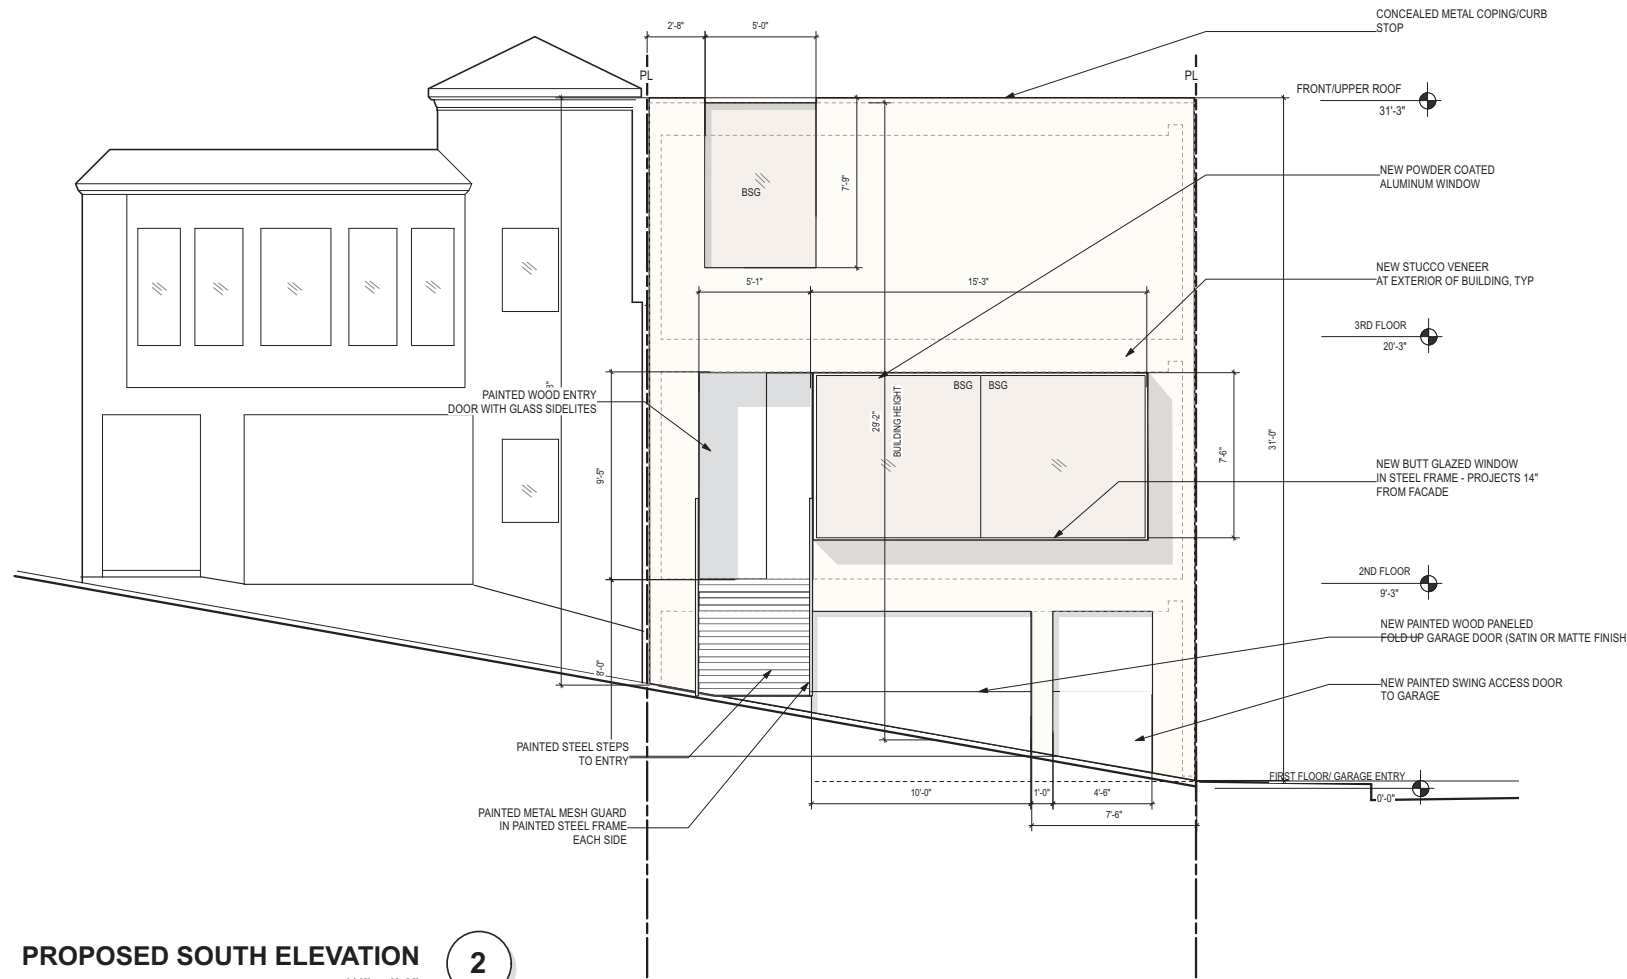 2'-8"
5'-0"
CONCEALED METAL COPING/CURB
STOP
PL
PL
FRONT/UPPER ROOF
31'-3"
NEW POWDER COATED
ALUMINUM WINDOW
BSG
7'-9"
NEW STUCCO VENEER
AT EXTERIOR OF BUILDING, TYP
5'-1"
15'-3"
3RD FLOOR
20'-3"
PAINTED WOOD ENTRY
DOOR WITH GLASS SIDELITES
BSG
BSG
29'-2"
BUILDING HEIGHT
31'-0"
7'-6"
9'-5"
NEW BUTT GLAZED WINDOW
IN STEEL FRAME - PROJECTS 14"
FROM FACADE
2ND FLOOR
9'-3"
NEW PAINTED WOOD PANELED
FOLD UP GARAGE DOOR (SATIN OR MATTE FINISH
8'-0"
NEW PAINTED SWING ACCESS DOOR
TO GARAGE
PAINTED STEEL STEPS
TO ENTRY
FIRST FLOOR/ GARAGE ENTRY
0'-0"
10'-0"
1'-0"
4'-6"
7'-6"
PAINTED METAL MESH GUARD
IN PAINTED STEEL FRAME
EACH SIDE
PROPOSED SOUTH ELEVATION
2